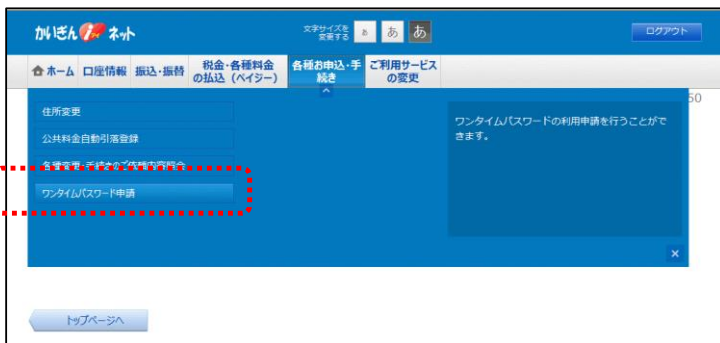 かいぎん ネット
文字サイズを
変更する
あ あ あ
ログアウト
ホーム 口座情報 振込・振替 税金・各種料金
の払込（ペイジー） 各種お申込・手
続き ご利用サービス
の変更
50
住所変更
公共料金自動引落登録
各種変更・手続きのご依頼内容照会
ワンタイムパスワード申請
ワンタイムパスワードの利用申請を行うことがで
きます。
×
トップページへ